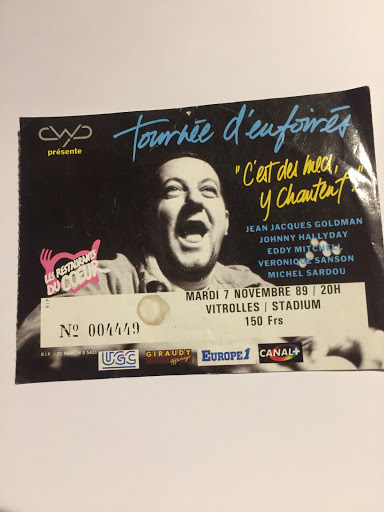 CWD
présente
Tournée d'enfoirés
"C'est des mecs,
y chantent!"
JEAN JACQUES GOLDMAN
JOHNNY HALLYDAY
EDDY MITCHELL
VERONIQUE SANSON
MICHEL SARDOU
LES RESTAURANTS
DU COEUR
MARDI 7 NOVEMBRE 89 / 20H
VITROLLES / STADIUM
150 Frs
Nº 004449
UGC
GIRAUDY
EUROPE 1
CANAL+